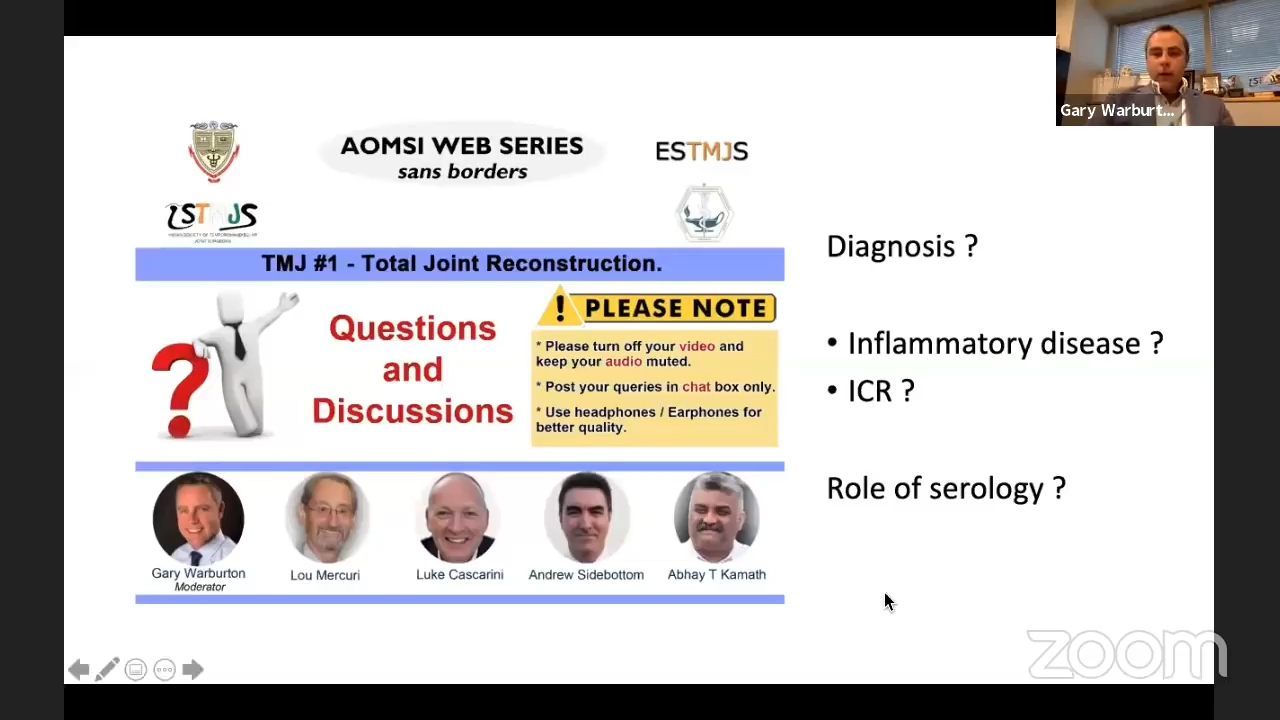 Gary Warburt...
AOMSI WEB SERIES
sans borders
ESTMJS
TMJ #1 - Total Joint Reconstruction.
Questions
and
Discussions
! PLEASE NOTE
* Please turn off your video and
keep your audio muted.
* Post your queries in chat box only.
* Use headphones / Earphones for
better quality.
Gary Warburton
Moderator
Lou Mercuri
Luke Cascarini
Andrew Sidebottom
Abhay T Kamath
Diagnosis ?
• Inflammatory disease ?
• ICR ?
Role of serology ?
zoom